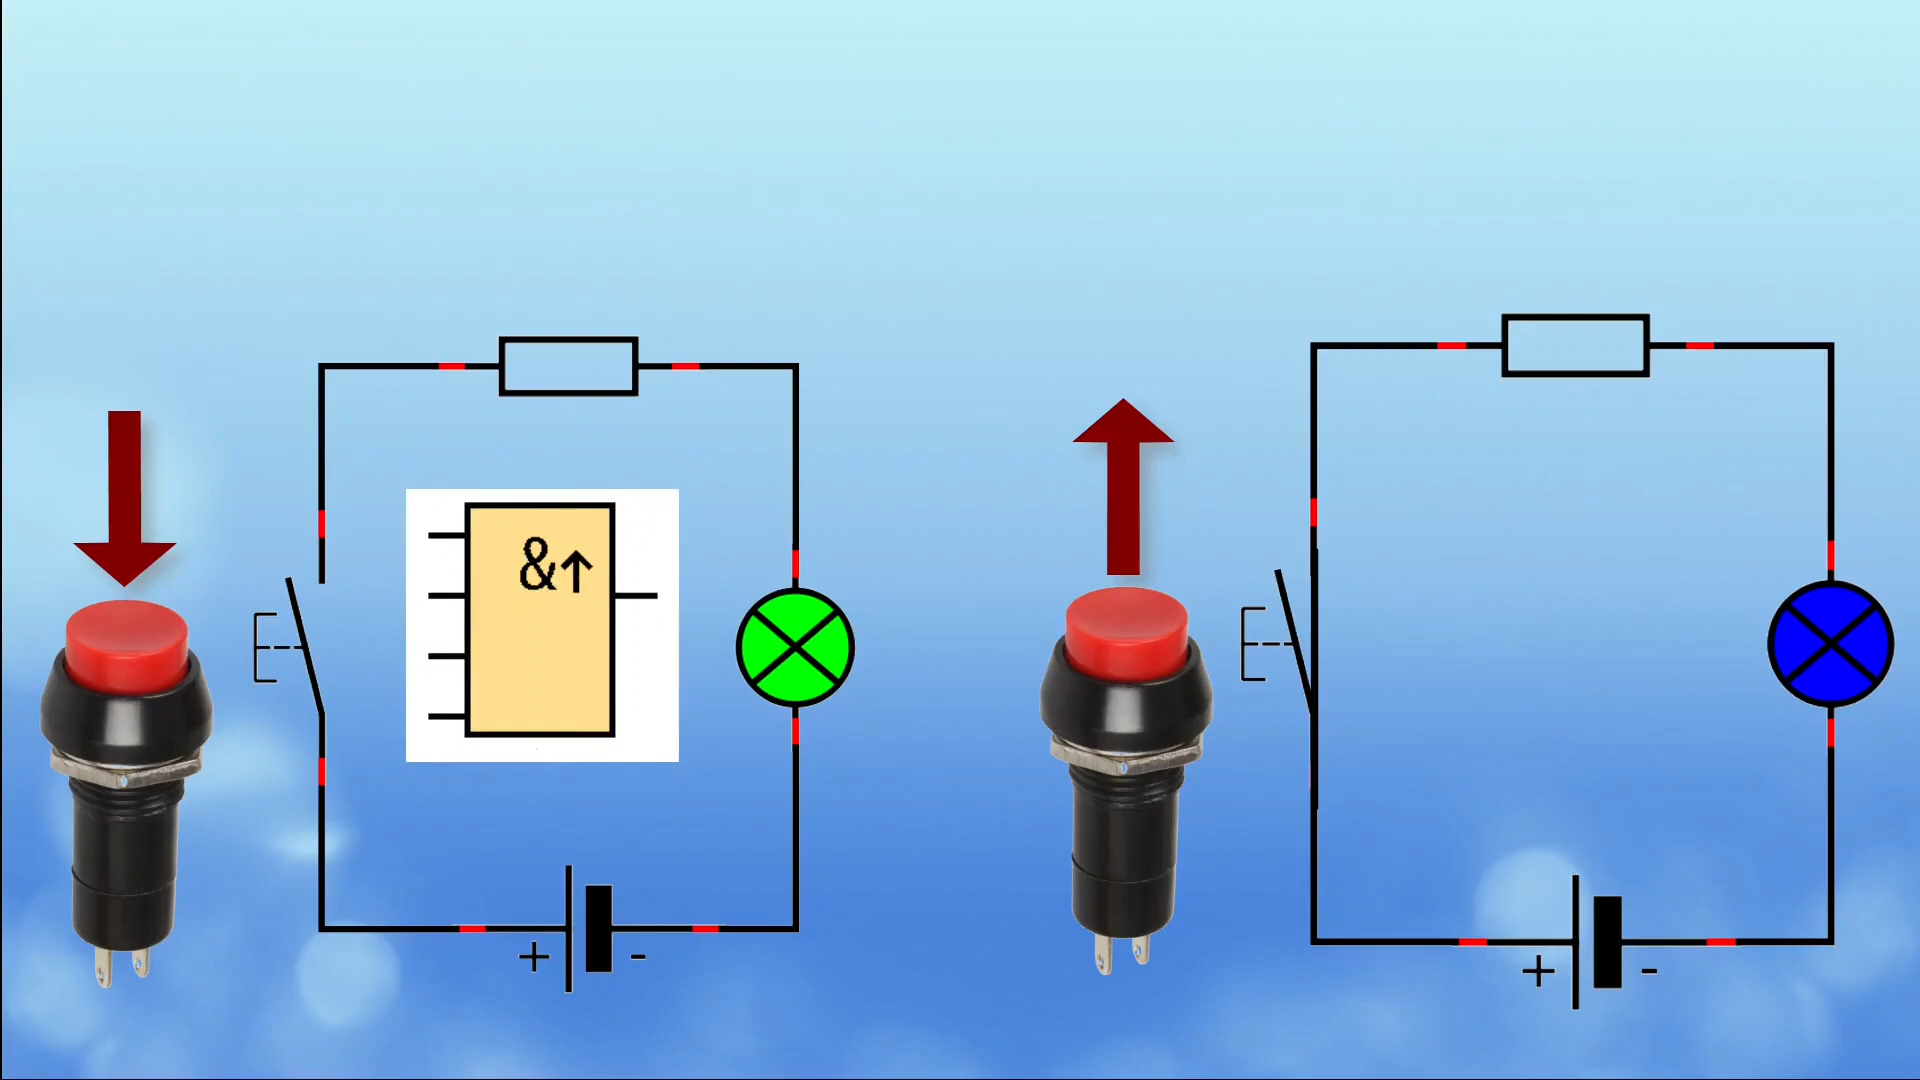 &↑
+ -
+ -